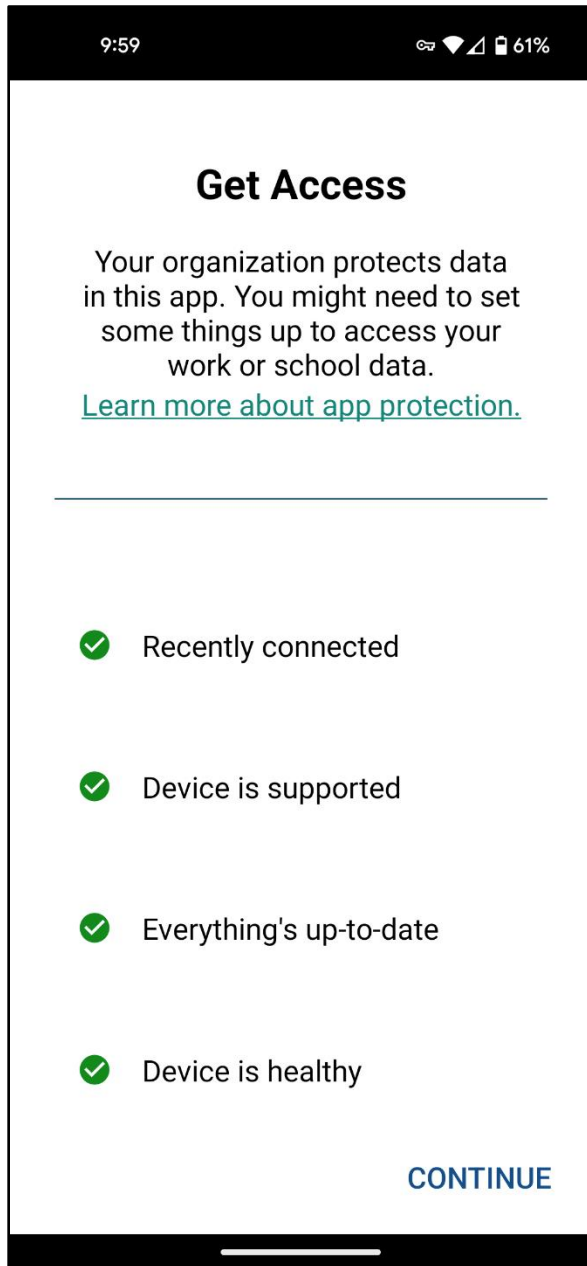 9:59 61%
Get Access
Your organization protects data
in this app. You might need to set
some things up to access your
work or school data.
Learn more about app protection.
Recently connected
Device is supported
Everything's up-to-date
Device is healthy
CONTINUE